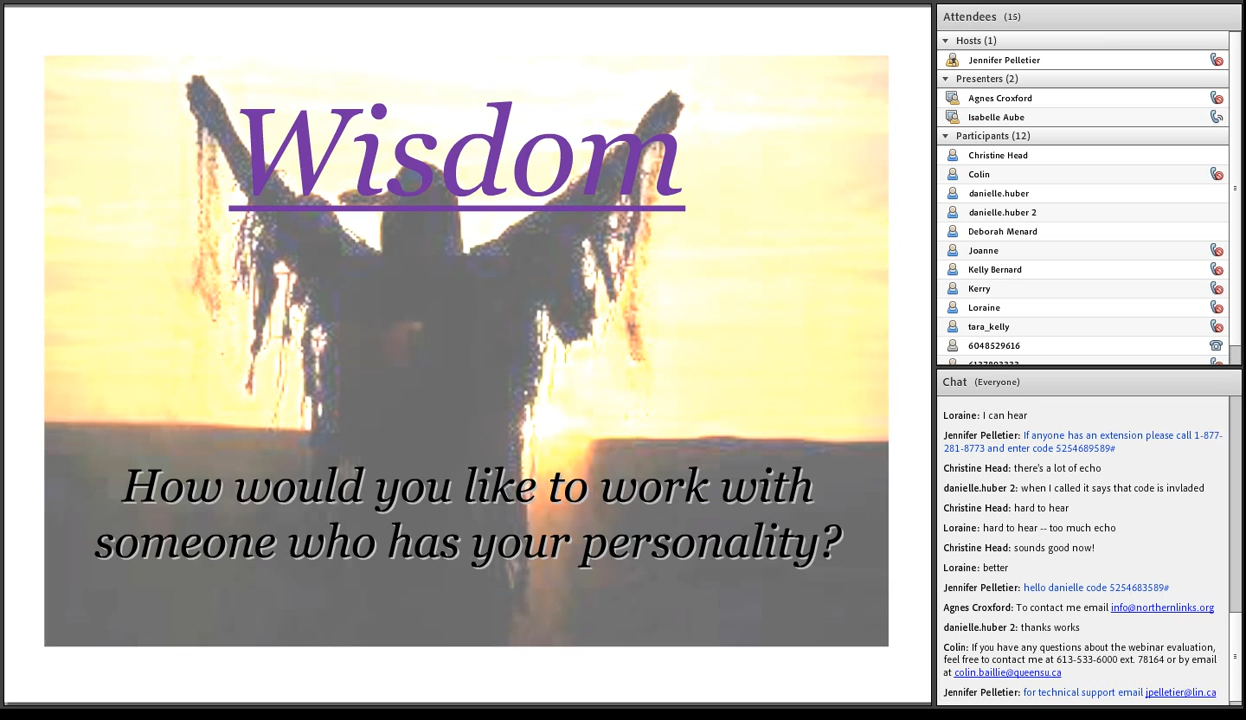 Wisdom
How would you like to work with
someone who has your personality?
Attendees (15)
Hosts (1)
Jennifer Pelletier
Presenters (2)
Agnes Croxford
Isabelle Aube
Participants (12)
Christine Head
Colin
danielle.huber
danielle.huber 2
Deborah Menard
Joanne
Kelly Bernard
Kerry
Loraine
tara_kelly
6048529616
Chat (Everyone)
Loraine: I can hear
Jennifer Pelletier: If anyone has an extension please call 1-877-
281-8773 and enter code 5254689589#
Christine Head: there's a lot of echo
danielle.huber 2: when I called it says that code is invladed
Christine Head: hard to hear
Loraine: hard to hear -- too much echo
Christine Head: sounds good now!
Loraine: better
Jennifer Pelletier: hello danielle code 5254683589#
Agnes Croxford: To contact me email info@northernlinks.org
danielle.huber 2: thanks works
Colin: If you have any questions about the webinar evaluation,
feel free to contact me at 613-533-6000 ext. 78164 or by email
at colin.baillie@queensu.ca
Jennifer Pelletier: for technical support email jpelletier@lin.ca